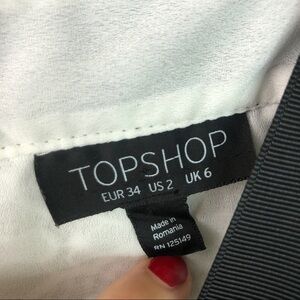 TOPSHOP
EUR 34 US 2 UK 6
Made in
Romania
RN 125149